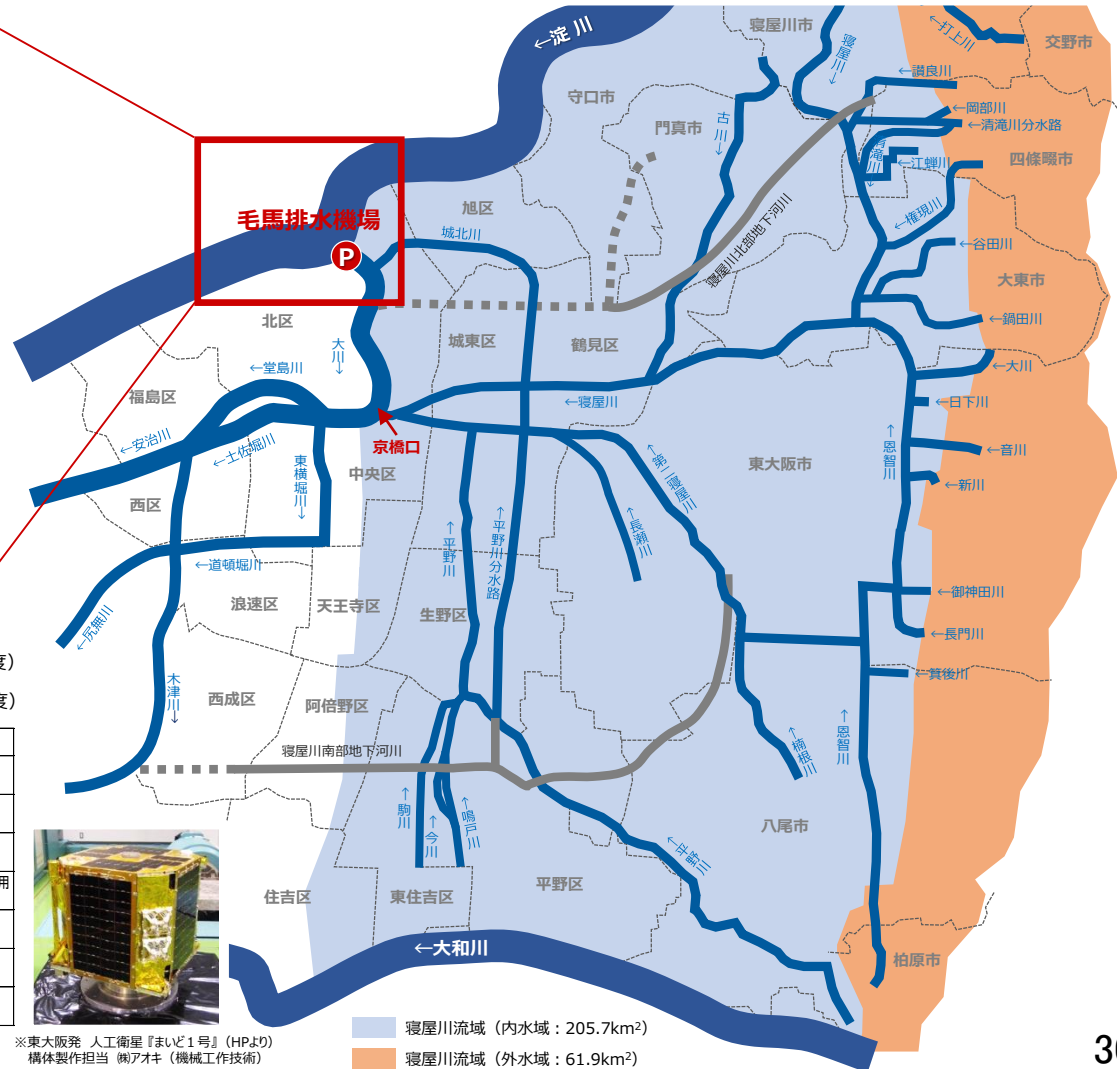 ←淀 川
寝屋川市
寝屋川→
←打上川
交野市
←讃良川
守口市
門真市
古川→
←岡部川
←清滝川分水路
清滝川→
←江蝉川
四條畷市
毛馬排水機場
P
旭区
城北川
寝屋川北部地下河川
←権現川
←谷田川
大東市
北区
大川→
城東区
鶴見区
←鍋田川
←堂島川
←大川
福島区
←寝屋川
←日下川
←安治川
←土佐堀川
京橋口
←恩智川
←音川
東横堀川→
中央区
←第二寝屋川
東大阪市
←新川
西区
←平野川
←平野川分水路
←長瀬川
←道頓堀川
浪速区
天王寺区
生野区
←御神田川
←尻無川
←長門川
度）
木津川→
西成区
阿倍野区
←箕後川
度）
←楠根川
←恩智川
寝屋川南部地下河川
←駒川
←今川
←鳴戸川
八尾市
←平野川
用
住吉区
東住吉区
平野区
←大和川
柏原市
寝屋川流域（内水域：205.7km²）
寝屋川流域（外水域：61.9km²）
※東大阪発 人工衛星『まいど１号』（HPより）
構体製作担当 ㈱アオキ（機械工作技術）